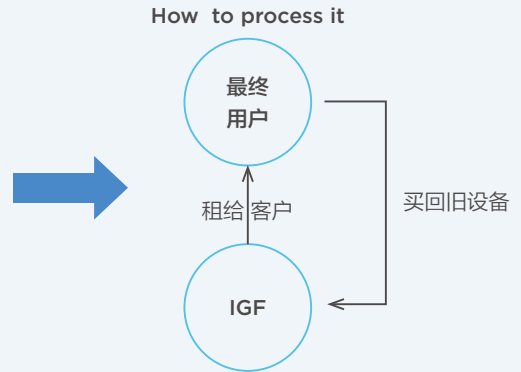 How to process it
最终
用户
租给 客户
买回旧设备
IGF